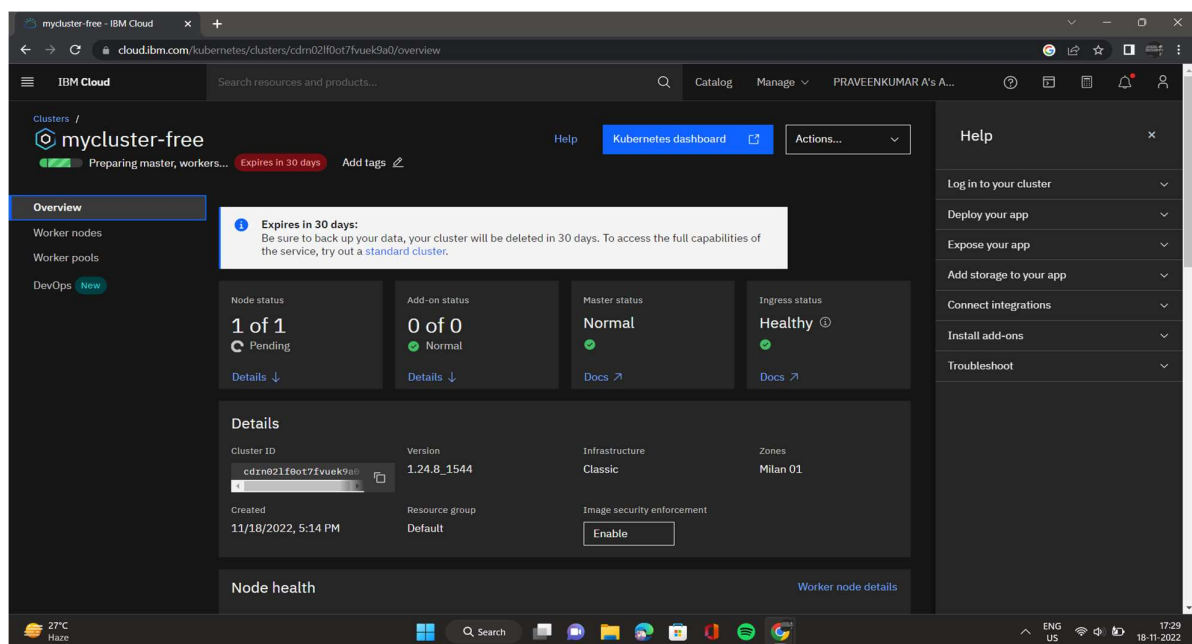 mycluster-free - IBM Cloud
cloud.ibm.com/kubernetes/clusters/cdrn02lf0ot7fvuek9a0/overview
IBM Cloud
Search resources and products...
Catalog
Manage
PRAVEENKUMAR A's A...
Clusters /
mycluster-free
Help
Kubernetes dashboard
Actions...
Preparing master, workers...
Expires in 30 days
Add tags
Overview
Worker nodes
Worker pools
DevOps New
Expires in 30 days:
Be sure to back up your data, your cluster will be deleted in 30 days. To access the full capabilities of
the service, try out a standard cluster.
Node status
1 of 1
Pending
Details
Add-on status
0 of 0
Normal
Details
Master status
Normal
Docs
Ingress status
Healthy
Docs
Details
Cluster ID
cdrn02lf0ot7fvuek9a0
Version
1.24.8_1544
Infrastructure
Classic
Zones
Milan 01
Created
11/18/2022, 5:14 PM
Resource group
Default
Image security enforcement
Enable
Node health
Worker node details
Help
Log in to your cluster
Deploy your app
Expose your app
Add storage to your app
Connect integrations
Install add-ons
Troubleshoot
27°C
Haze
Search
ENG
US
17:29
18-11-2022